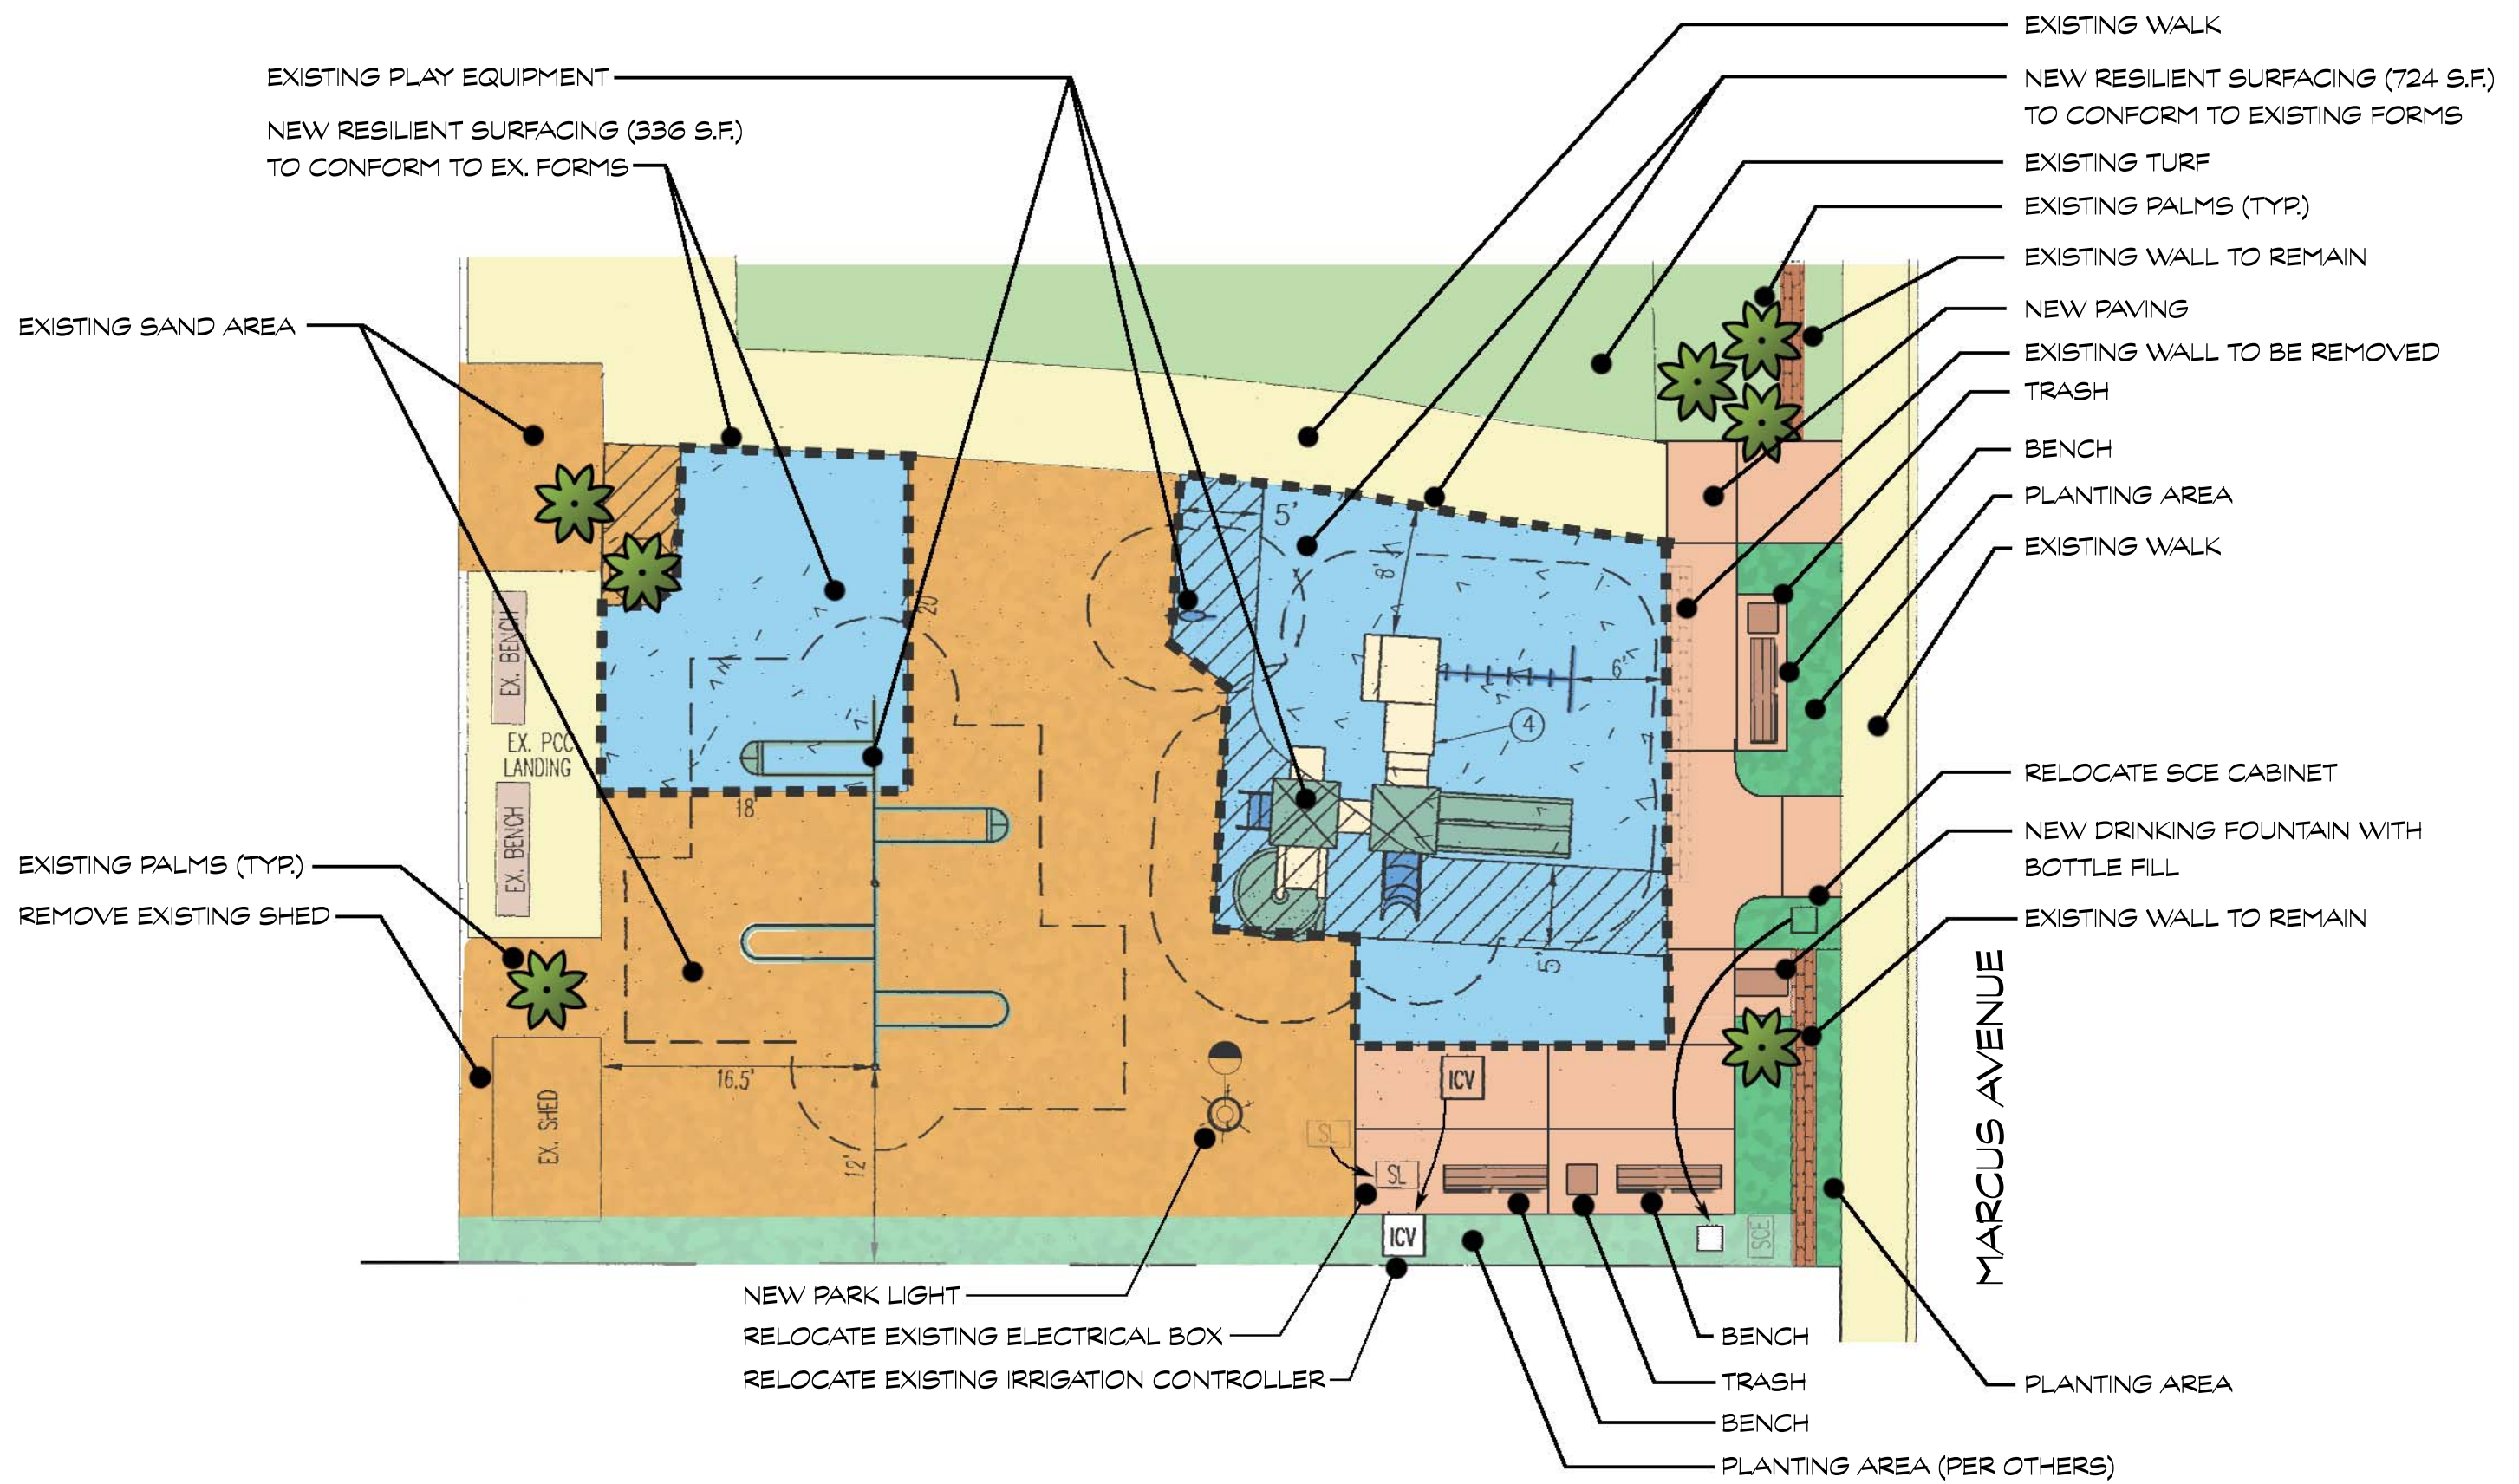 EXISTING WALK
EXISTING PLAY EQUIPMENT
NEW RESILIENT SURFACING (724 S.F.)
TO CONFORM TO EXISTING FORMS
NEW RESILIENT SURFACING (336 S.F.)
TO CONFORM TO EX. FORMS
EXISTING TURF
EXISTING PALMS (TYP.)
EXISTING WALL TO REMAIN
NEW PAVING
EXISTING SAND AREA
EXISTING WALL TO BE REMOVED
TRASH
BENCH
PLANTING AREA
EXISTING WALK
5'
8'
20'
6'
EX. BENCH
4
EX. PCC
LANDING
18'
EX. BENCH
RELOCATE SCE CABINET
NEW DRINKING FOUNTAIN WITH
BOTTLE FILL
EXISTING PALMS (TYP.)
REMOVE EXISTING SHED
EXISTING WALL TO REMAIN
5'
MARCUS AVENUE
16.5'
ICV
EX. SHED
12'
SL
SL
ICV
SCE
NEW PARK LIGHT
RELOCATE EXISTING ELECTRICAL BOX
RELOCATE EXISTING IRRIGATION CONTROLLER
BENCH
TRASH
BENCH
PLANTING AREA (PER OTHERS)
PLANTING AREA